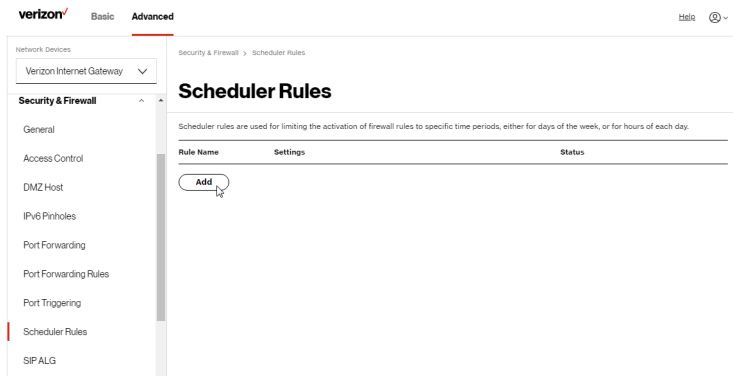 verizon✓ Basic Advanced Help
Network Devices
Verizon Internet Gateway
Security & Firewall
General
Access Control
DMZ Host
IPv6 Pinholes
Port Forwarding
Port Forwarding Rules
Port Triggering
Scheduler Rules
SIP ALG
Security & Firewall > Scheduler Rules
Scheduler Rules
Scheduler rules are used for limiting the activation of firewall rules to specific time periods, either for days of the week, or for hours of each day.
Rule Name Settings Status
Add